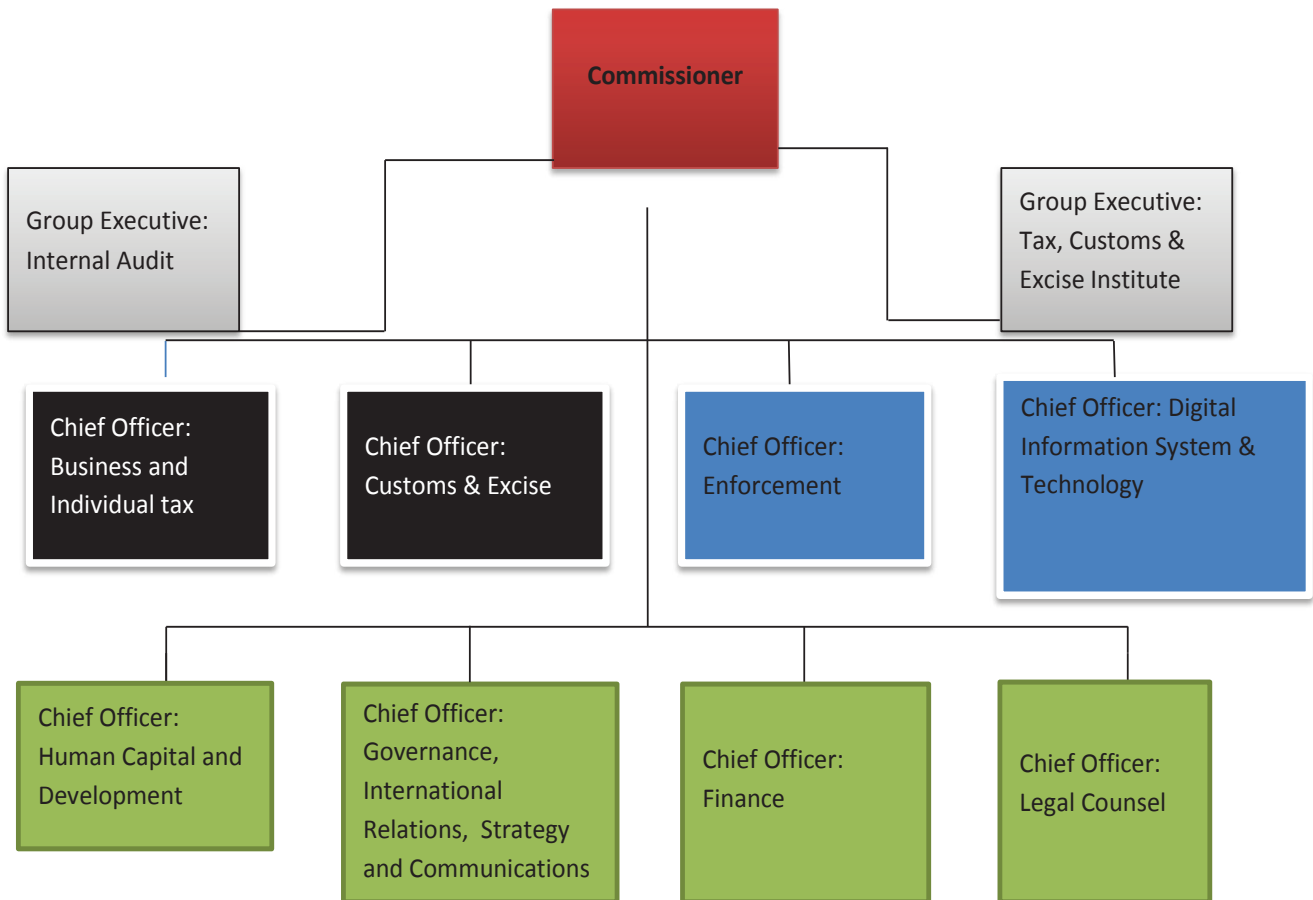 Commissioner
Group Executive:
Internal Audit
Group Executive:
Tax, Customs &
Excise Institute
Chief Officer:
Business and
Individual tax
Chief Officer:
Customs & Excise
Chief Officer:
Enforcement
Chief Officer: Digital
Information System &
Technology
Chief Officer:
Human Capital and
Development
Chief Officer:
Governance,
International
Relations, Strategy
and Communications
Chief Officer:
Finance
Chief Officer:
Legal Counsel